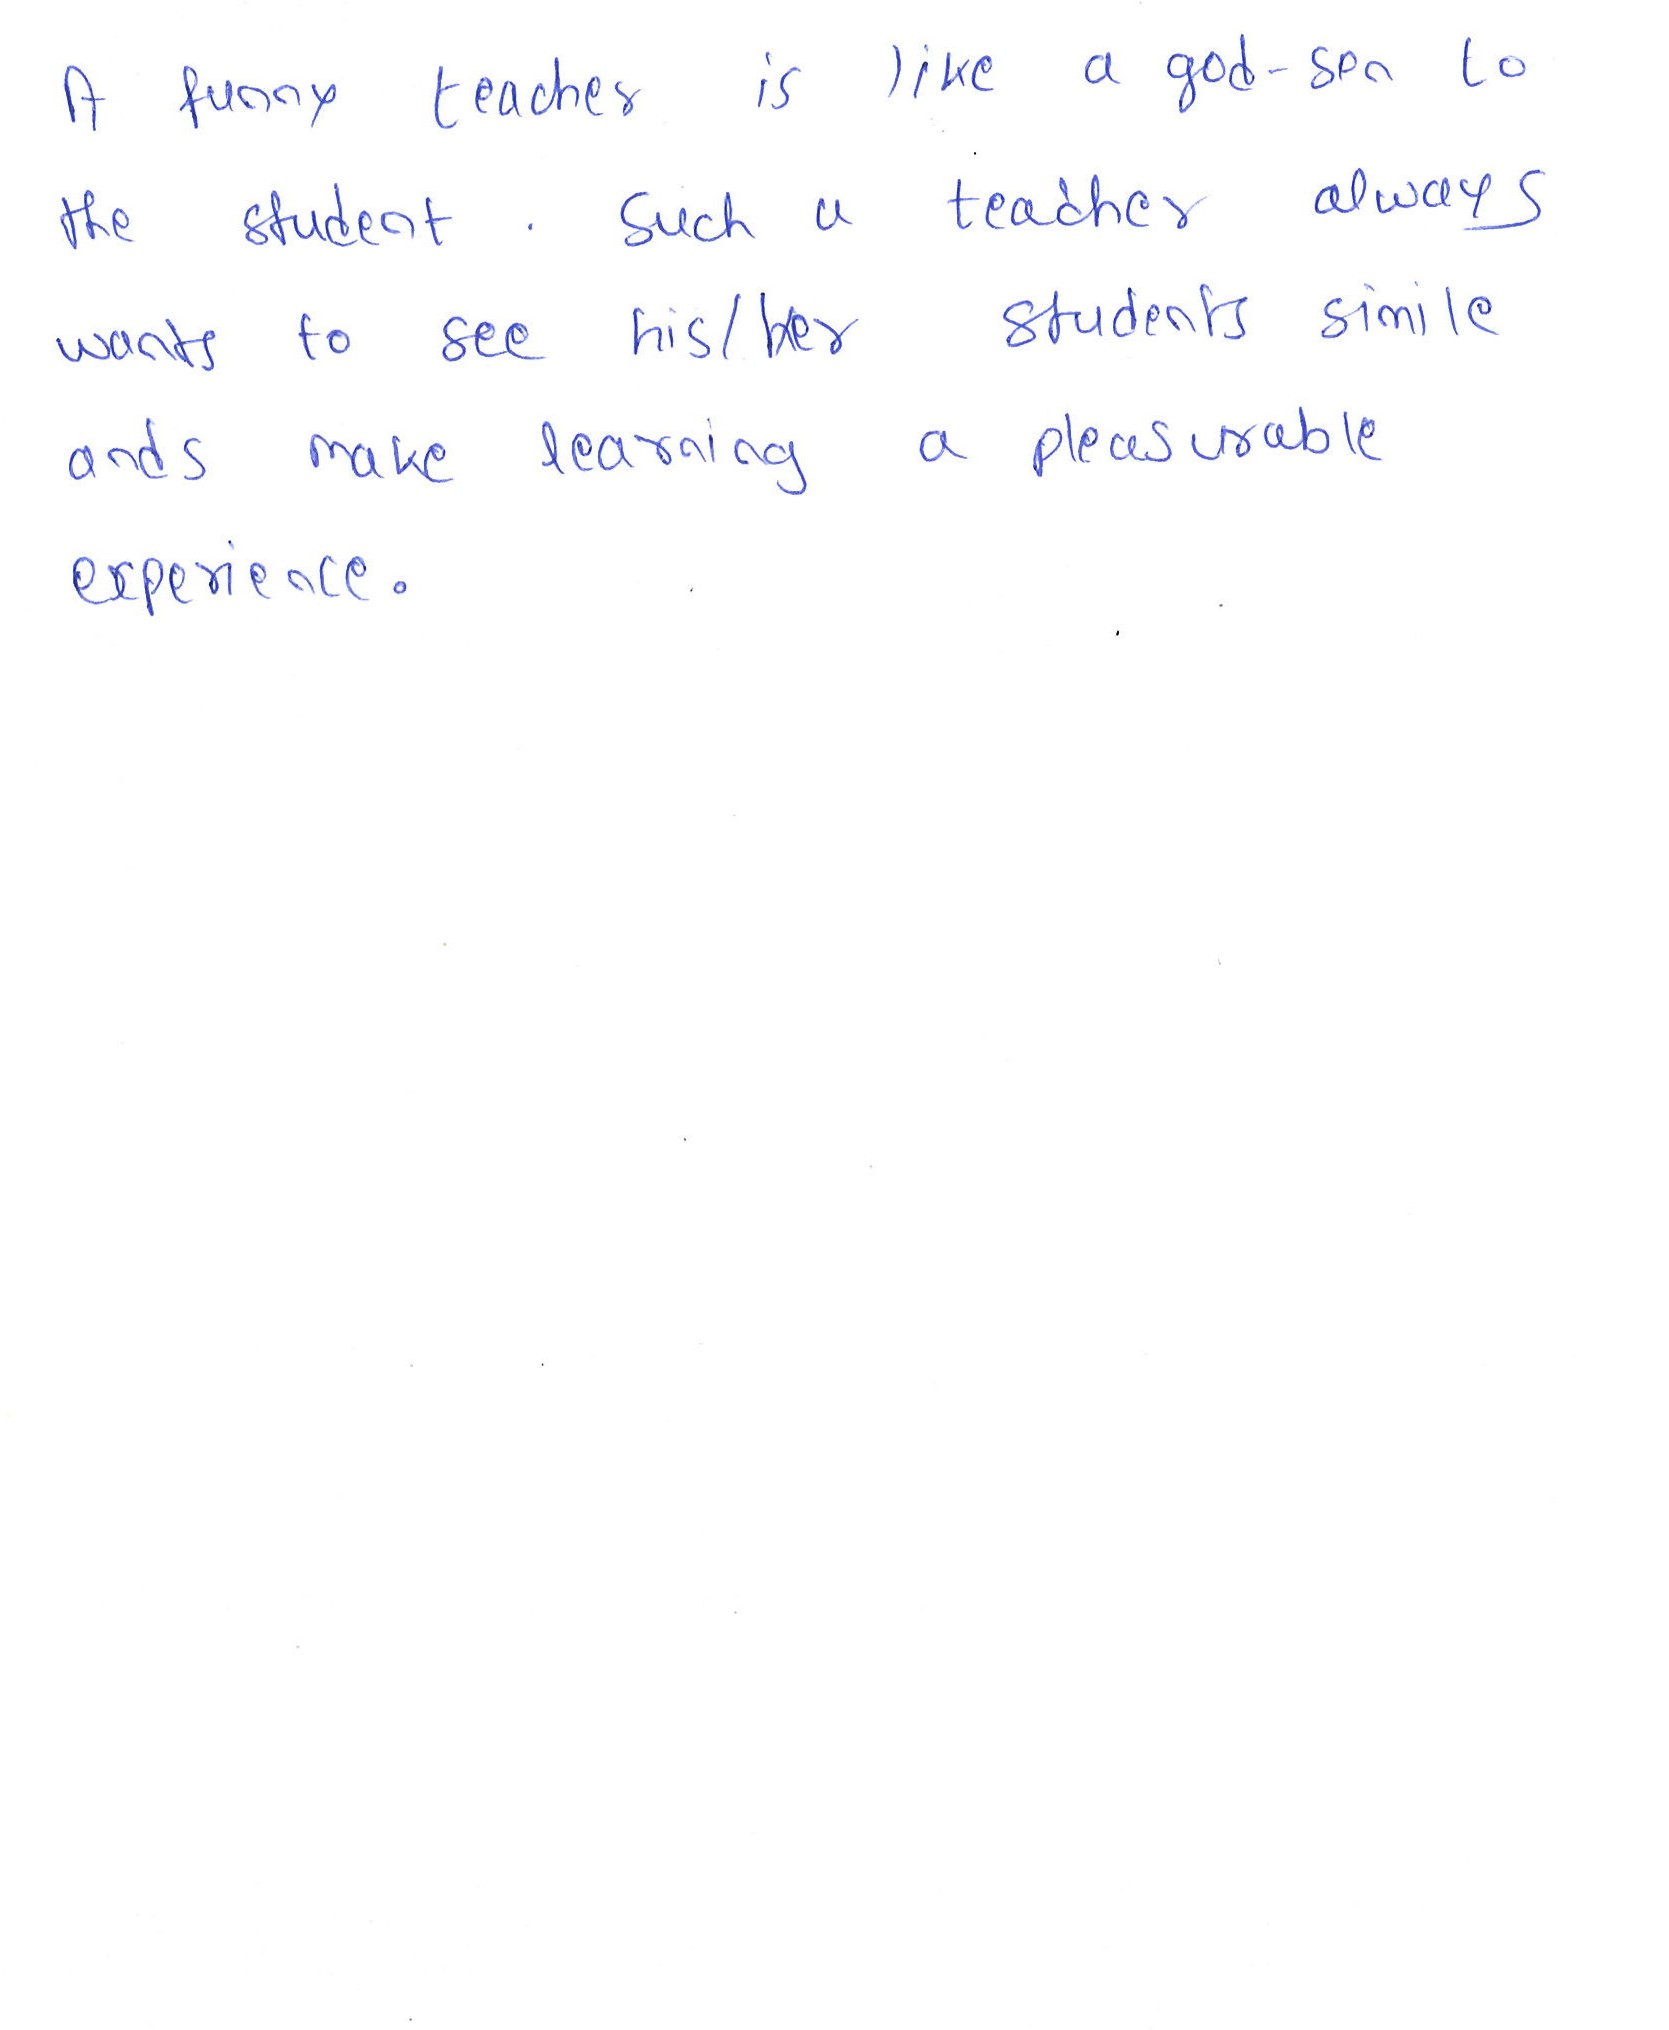 A funny teacher is like a god-son to
the student. Such a teacher always
wants to see his/her students simile
ands make learning a pleasurable
experience.